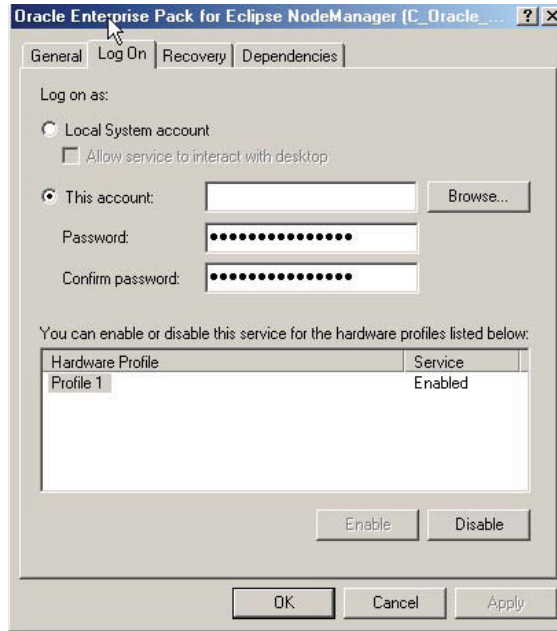 Oracle Enterprise Pack for Eclipse NodeManager (C_Oracle_...
General Log On Recovery Dependencies
Log on as:
Local System account
Allow service to interact with desktop
This account: Browse...
Password: ●●●●●●●●●●●●●●●
Confirm password: ●●●●●●●●●●●●●●●
You can enable or disable this service for the hardware profiles listed below:
Hardware Profile Service
Profile 1 Enabled
Enable Disable
OK Cancel Apply